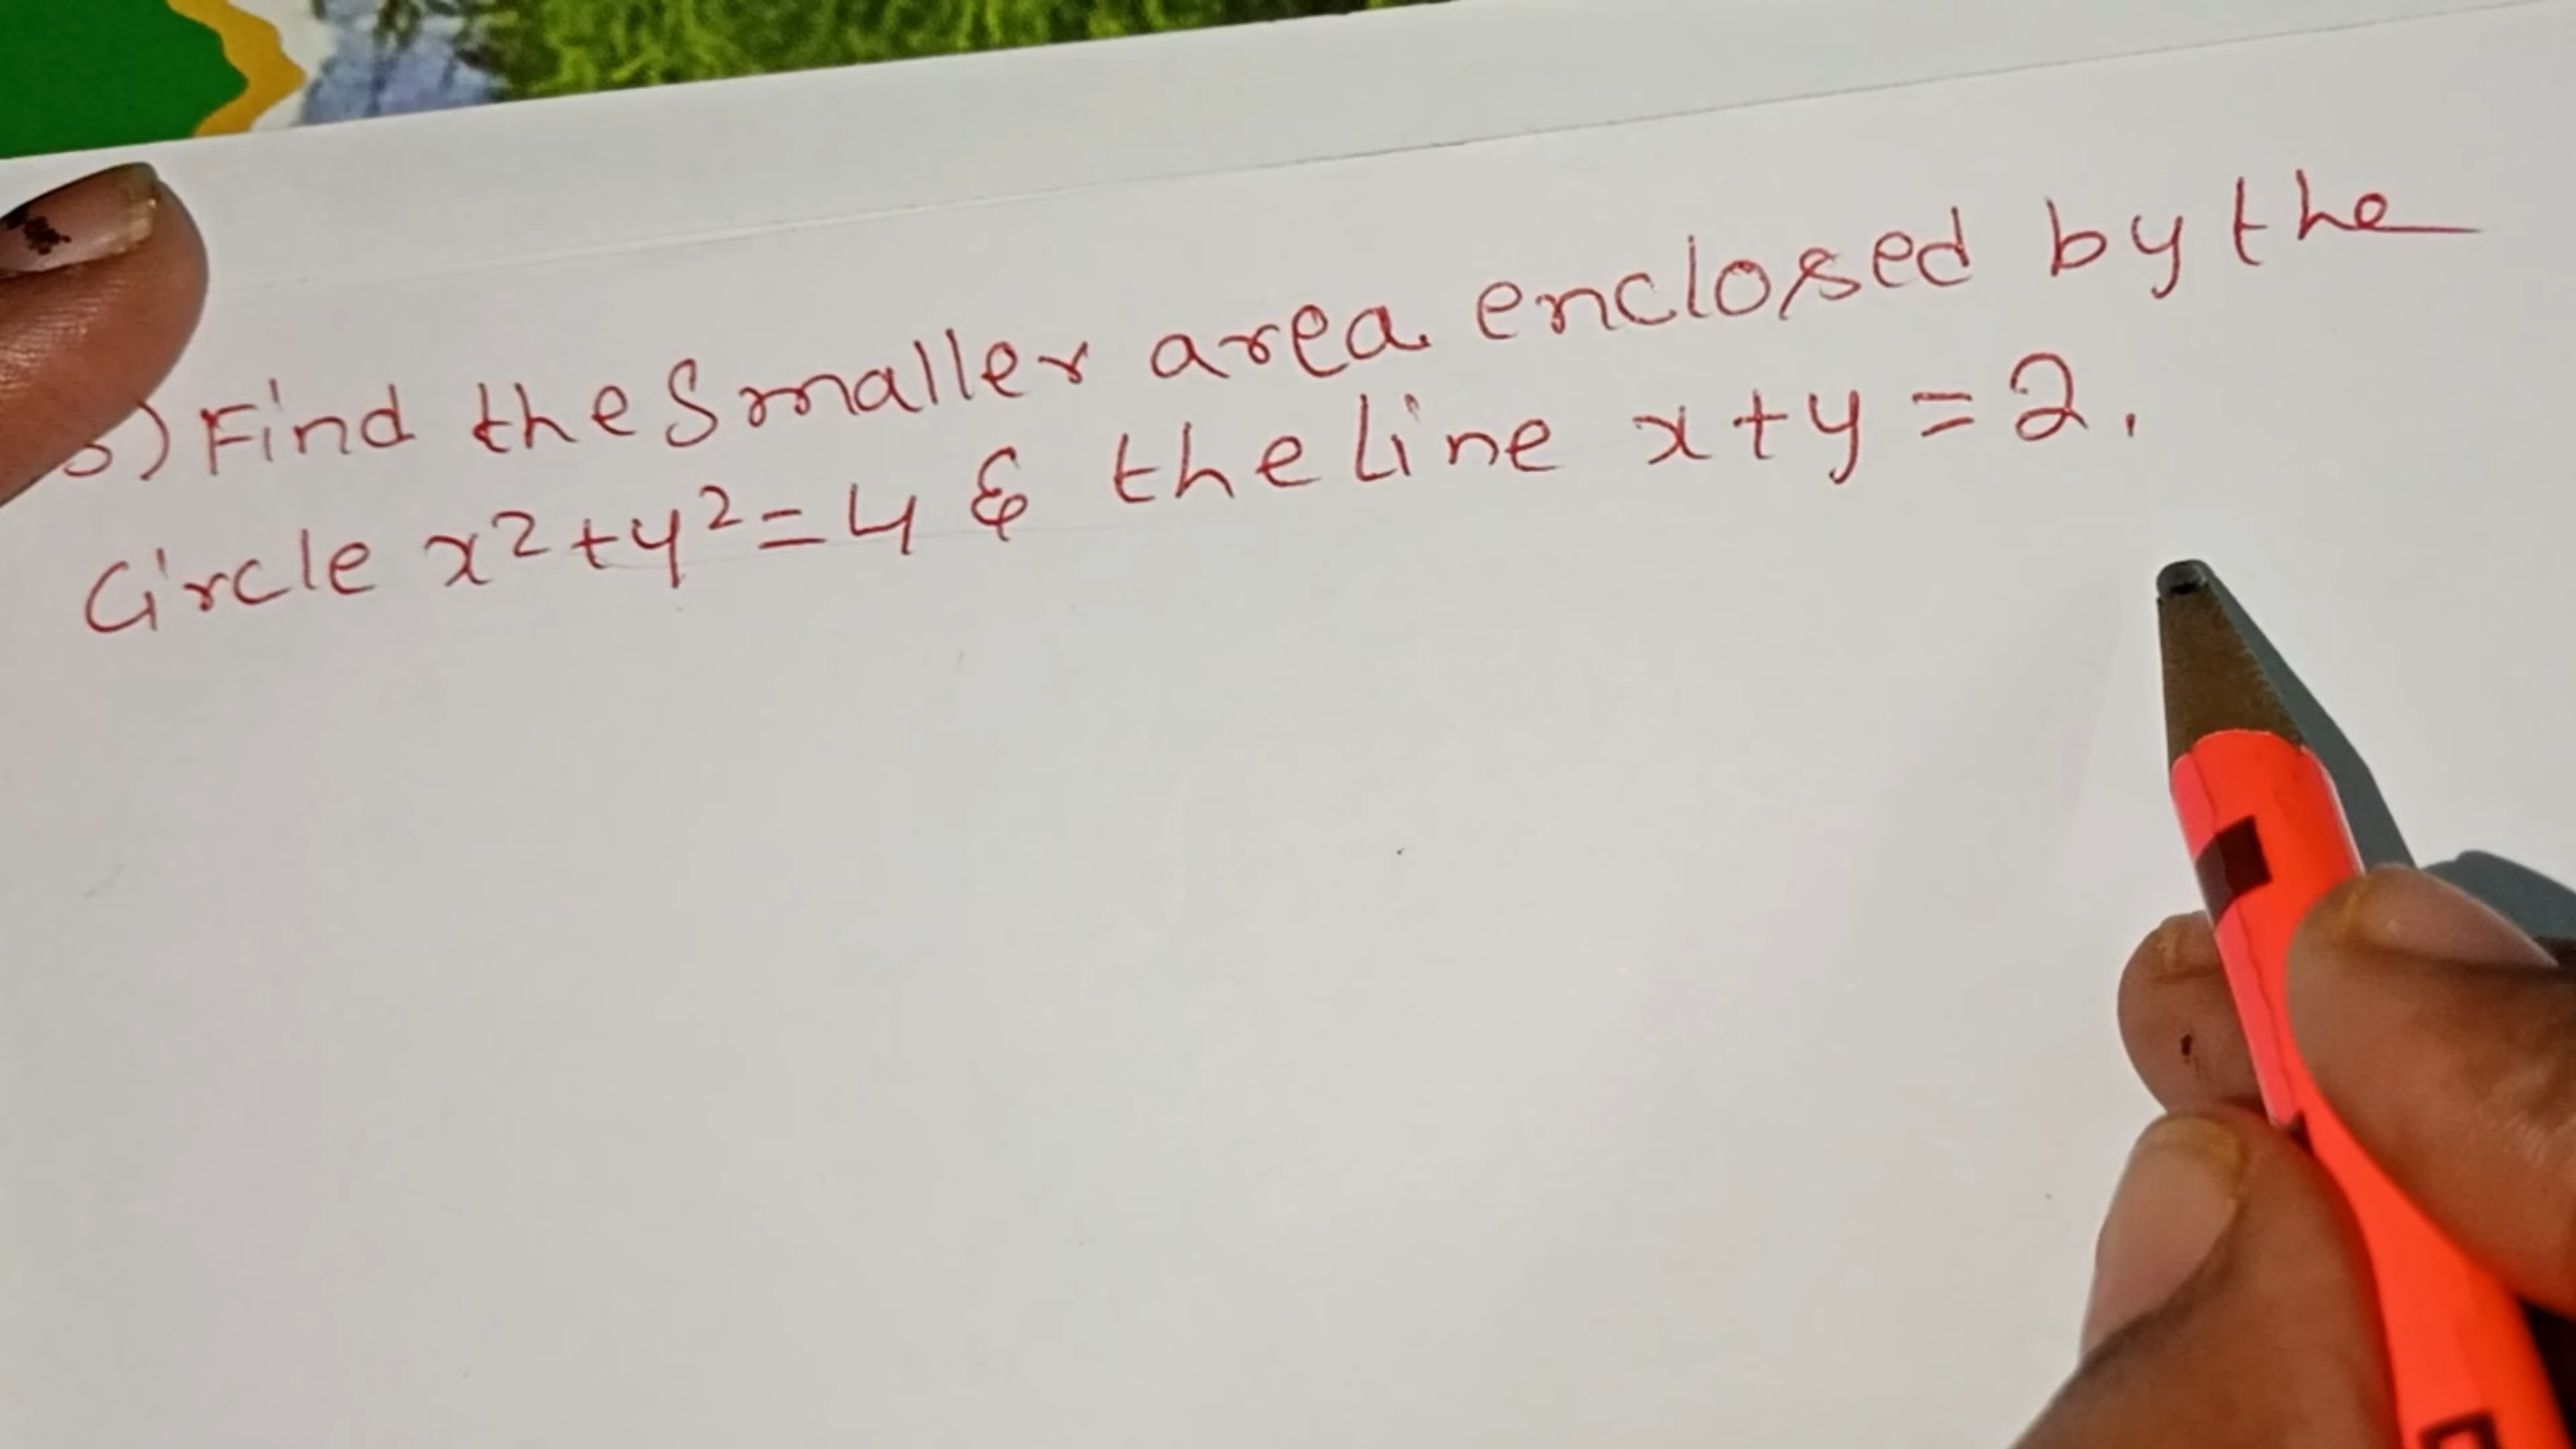 ) Find the Smaller area enclosed by the
Circle x²+y²=4 & the line x+y=2.